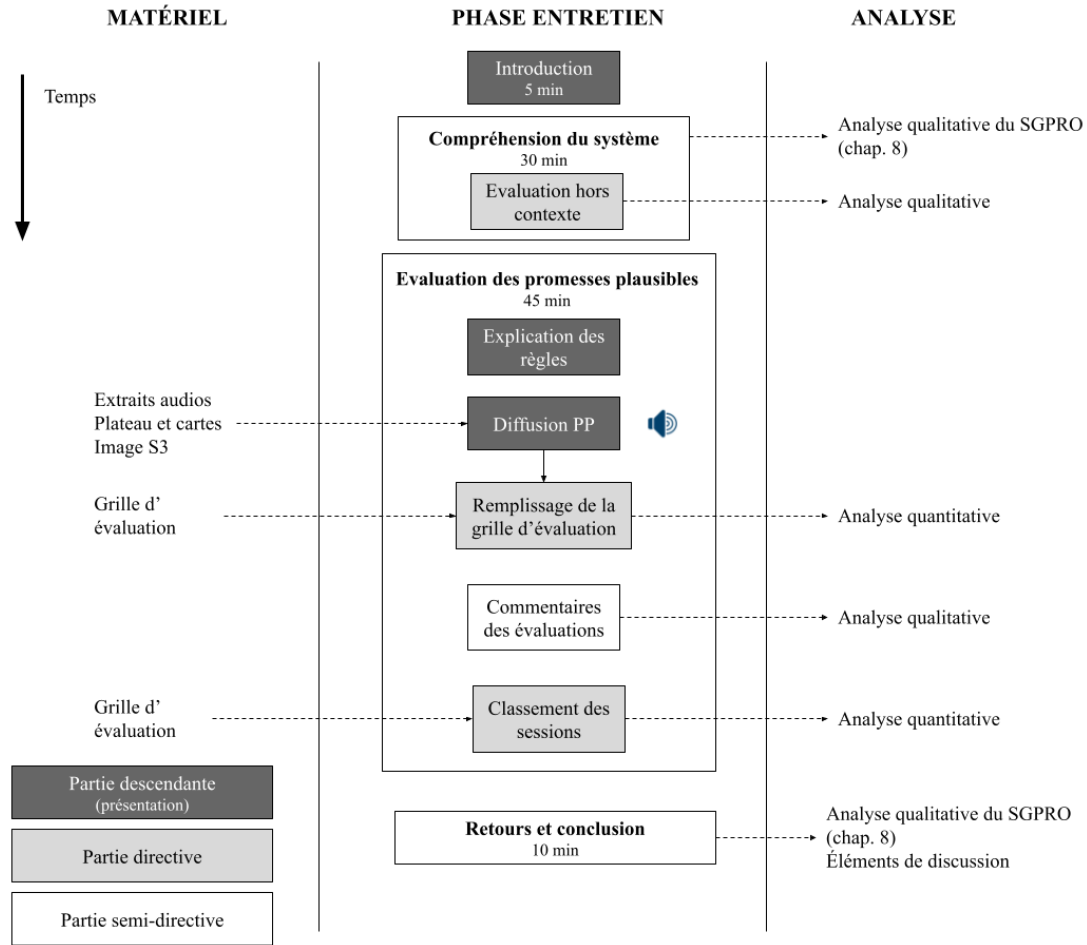 MATÉRIEL
PHASE ENTRETIEN
ANALYSE
Temps
Introduction
5 min
Compréhension du système
30 min
Evaluation hors
contexte
Analyse qualitative du SGPRO
(chap. 8)
Analyse qualitative
Evaluation des promesses plausibles
45 min
Explication des
règles
Extraits audios
Plateau et cartes
Image S3
Diffusion PP
Grille d’
évaluation
Remplissage de la
grille d’évaluation
Analyse quantitative
Commentaires
des évaluations
Analyse qualitative
Grille d’
évaluation
Classement des
sessions
Analyse quantitative
Partie descendante
(présentation)
Partie directive
Partie semi-directive
Retours et conclusion
10 min
Analyse qualitative du SGPRO
(chap. 8)
Éléments de discussion